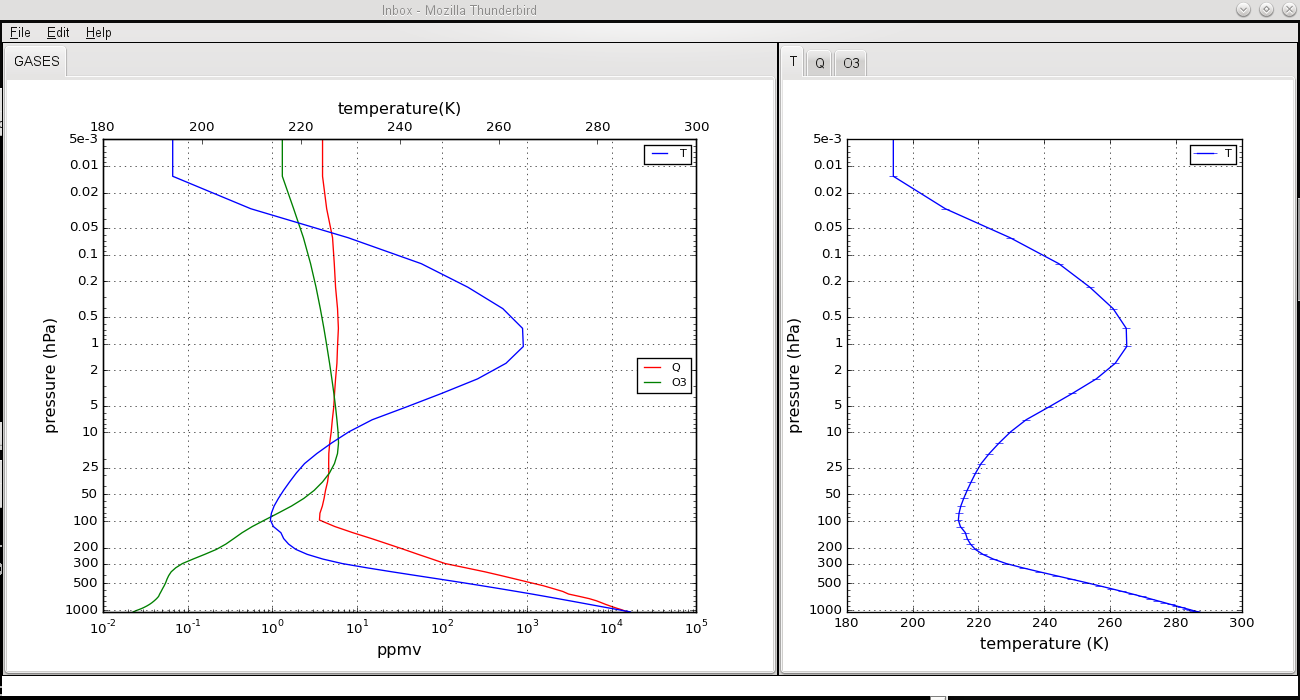 Inbox - Mozilla Thunderbird
File Edit Help
GASES
temperature(K)
180 200 220 240 260 280 300
5e-3
0.01
0.02
0.05
0.1
0.2
0.5
1
2
5
10
25
50
100
200
300
500
1000
pressure (hPa)
T
Q
O3
10^-2 10^-1 10^0 10^1 10^2 10^3 10^4 10^5
ppmv
T Q O3
5e-3
0.01
0.02
0.05
0.1
0.2
0.5
1
2
5
10
25
50
100
200
300
500
1000
pressure (hPa)
T
180 200 220 240 260 280 300
temperature (K)